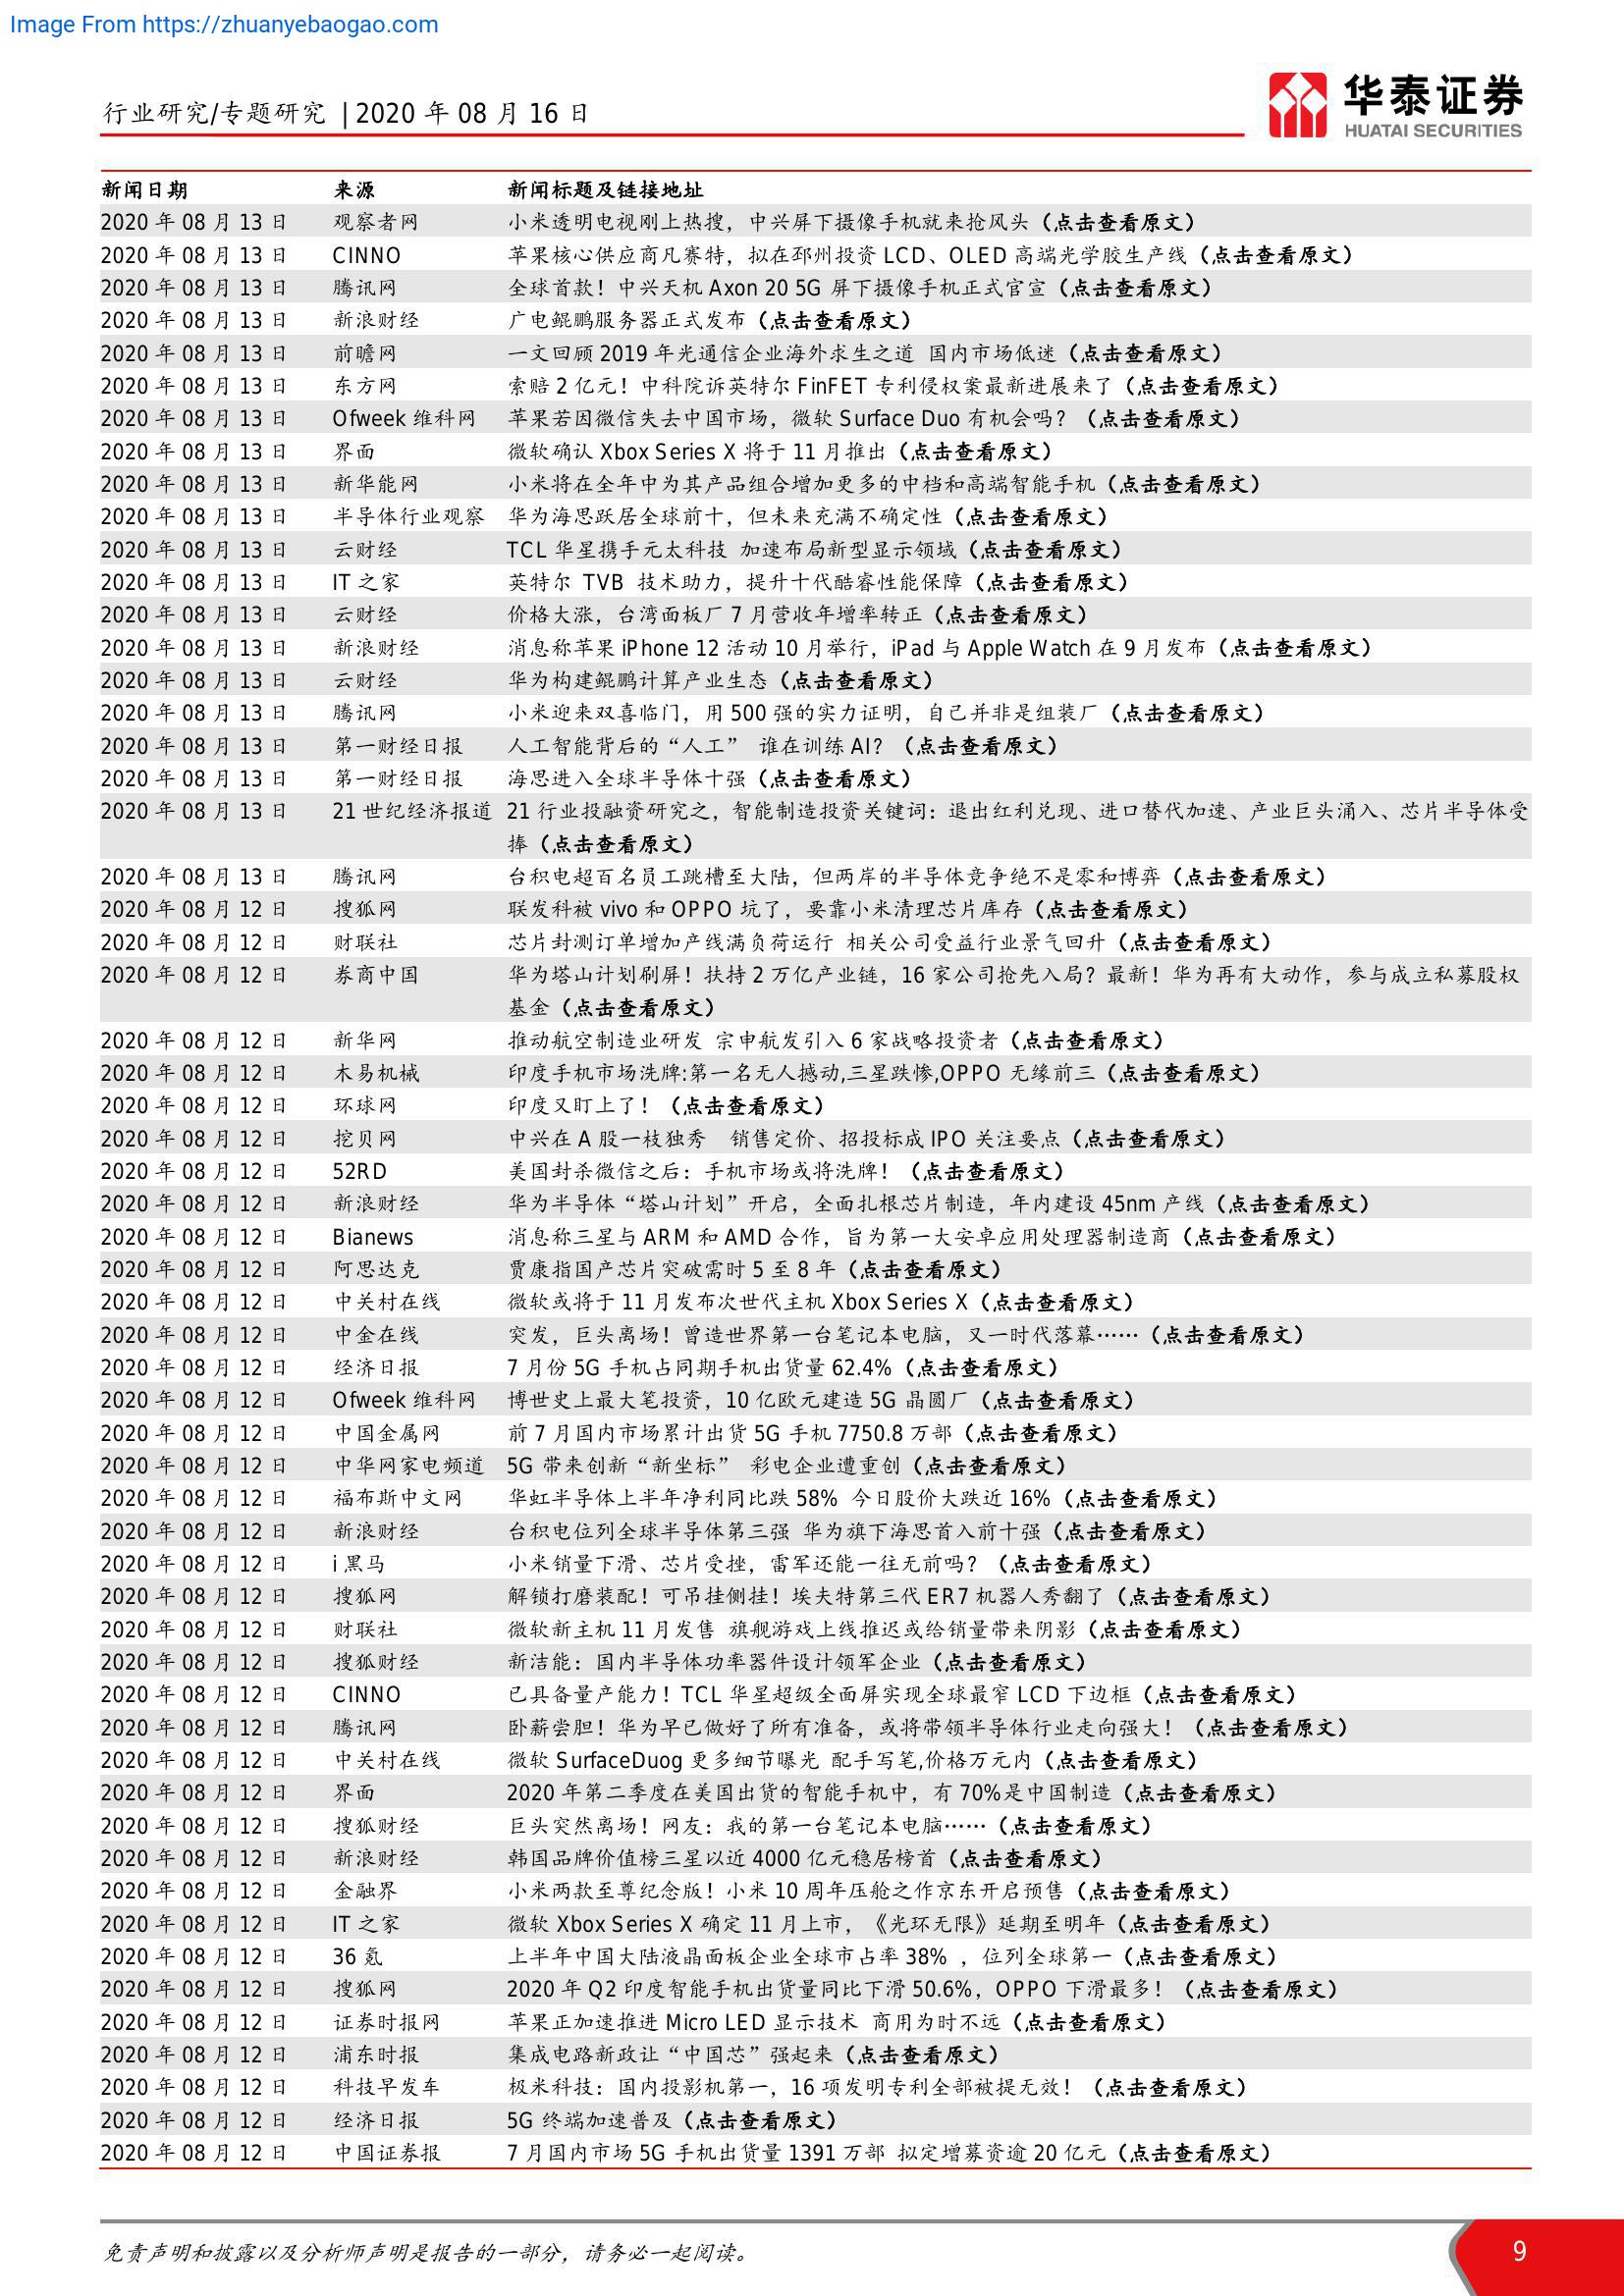 Image From https://zhuanyebaogao.com
行业研究/专题研究 | 2020 年 08 月 16 日
华泰证券
HUATAI SECURITIES
新闻日期 来源 新闻标题及链接地址
2020 年 08 月 13 日 观察者网 小米透明电视刚上热搜，中兴屏下摄像手机就来抢风头（点击查看原文）
2020 年 08 月 13 日 CINNO 苹果核心供应商凡赛特，拟在邳州投资 LCD、OLED 高端光学胶生产线（点击查看原文）
2020 年 08 月 13 日 腾讯网 全球首款！中兴天机 Axon 20 5G 屏下摄像手机正式官宣（点击查看原文）
2020 年 08 月 13 日 新浪财经 广电鲲鹏服务器正式发布（点击查看原文）
2020 年 08 月 13 日 前瞻网 一文回顾 2019 年光通信企业海外求生之道 国内市场低迷（点击查看原文）
2020 年 08 月 13 日 东方网 索赔 2 亿元！中科院诉英特尔 FinFET 专利侵权案最新进展来了（点击查看原文）
2020 年 08 月 13 日 Ofweek 维科网 苹果若因微信失去中国市场，微软 Surface Duo 有机会吗？（点击查看原文）
2020 年 08 月 13 日 界面 微软确认 Xbox Series X 将于 11 月推出（点击查看原文）
2020 年 08 月 13 日 新华能网 小米将在全年中为其产品组合增加更多的中档和高端智能手机（点击查看原文）
2020 年 08 月 13 日 半导体行业观察 华为海思跃居全球前十，但未来充满不确定性（点击查看原文）
2020 年 08 月 13 日 云财经 TCL 华星携手元太科技 加速布局新型显示领域（点击查看原文）
2020 年 08 月 13 日 IT 之家 英特尔 TVB 技术助力，提升十代酷睿性能保障（点击查看原文）
2020 年 08 月 13 日 云财经 价格大涨，台湾面板厂 7 月营收年增率转正（点击查看原文）
2020 年 08 月 13 日 新浪财经 消息称苹果 iPhone 12 活动 10 月举行，iPad 与 Apple Watch 在 9 月发布（点击查看原文）
2020 年 08 月 13 日 云财经 华为构建鲲鹏计算产业生态（点击查看原文）
2020 年 08 月 13 日 腾讯网 小米迎来双喜临门，用 500 强的实力证明，自己并非是组装厂（点击查看原文）
2020 年 08 月 13 日 第一财经日报 人工智能背后的“人工” 谁在训练 AI？（点击查看原文）
2020 年 08 月 13 日 第一财经日报 海思进入全球半导体十强（点击查看原文）
2020 年 08 月 13 日 21 世纪经济报道 21 行业投融资研究之，智能制造投资关键词：退出红利兑现、进口替代加速、产业巨头涌入、芯片半导体受
捧（点击查看原文）
2020 年 08 月 13 日 腾讯网 台积电超百名员工跳槽至大陆，但两岸的半导体竞争绝不是零和博弈（点击查看原文）
2020 年 08 月 12 日 搜狐网 联发科被 vivo 和 OPPO 坑了，要靠小米清理芯片库存（点击查看原文）
2020 年 08 月 12 日 财联社 芯片封测订单增加产线满负荷运行 相关公司受益行业景气回升（点击查看原文）
2020 年 08 月 12 日 券商中国 华为塔山计划刷屏！扶持 2 万亿产业链，16 家公司抢先入局？最新！华为再有大动作，参与成立私募股权
基金（点击查看原文）
2020 年 08 月 12 日 新华网 推动航空制造业研发 宗申航发引入 6 家战略投资者（点击查看原文）
2020 年 08 月 12 日 木易机械 印度手机市场洗牌:第一名无人撼动,三星跌惨,OPPO 无缘前三（点击查看原文）
2020 年 08 月 12 日 环球网 印度又盯上了！（点击查看原文）
2020 年 08 月 12 日 挖贝网 中兴在 A 股一枝独秀 销售定价、招投标成 IPO 关注要点（点击查看原文）
2020 年 08 月 12 日 52RD 美国封杀微信之后：手机市场或将洗牌！（点击查看原文）
2020 年 08 月 12 日 新浪财经 华为半导体“塔山计划”开启，全面扎根芯片制造，年内建设 45nm 产线（点击查看原文）
2020 年 08 月 12 日 Bianews 消息称三星与 ARM 和 AMD 合作，旨为第一大安卓应用处理器制造商（点击查看原文）
2020 年 08 月 12 日 阿思达克 贾康指国产芯片突破需时 5 至 8 年（点击查看原文）
2020 年 08 月 12 日 中关村在线 微软或将于 11 月发布次世代主机 Xbox Series X（点击查看原文）
2020 年 08 月 12 日 中金在线 突发，巨头离场！曾造世界第一台笔记本电脑，又一时代落幕……（点击查看原文）
2020 年 08 月 12 日 经济日报 7 月份 5G 手机占同期手机出货量 62.4%（点击查看原文）
2020 年 08 月 12 日 Ofweek 维科网 博世史上最大笔投资，10 亿欧元建造 5G 晶圆厂（点击查看原文）
2020 年 08 月 12 日 中国金属网 前 7 月国内市场累计出货 5G 手机 7750.8 万部（点击查看原文）
2020 年 08 月 12 日 中华网家电频道 5G 带来创新“新坐标” 彩电企业遭重创（点击查看原文）
2020 年 08 月 12 日 福布斯中文网 华虹半导体上半年净利同比跌 58% 今日股价大跌近 16%（点击查看原文）
2020 年 08 月 12 日 新浪财经 台积电位列全球半导体第三强 华为旗下海思首入前十强（点击查看原文）
2020 年 08 月 12 日 i 黑马 小米销量下滑、芯片受挫，雷军还能一往无前吗？（点击查看原文）
2020 年 08 月 12 日 搜狐网 解锁打磨装配！可吊挂侧挂！埃夫特第三代 ER7 机器人秀翻了（点击查看原文）
2020 年 08 月 12 日 财联社 微软新主机 11 月发售 旗舰游戏上线推迟或给销量带来阴影（点击查看原文）
2020 年 08 月 12 日 搜狐财经 新洁能：国内半导体功率器件设计领军企业（点击查看原文）
2020 年 08 月 12 日 CINNO 已具备量产能力！TCL 华星超级全面屏实现全球最窄 LCD 下边框（点击查看原文）
2020 年 08 月 12 日 腾讯网 卧薪尝胆！华为早已做好了所有准备，或将带领半导体行业走向强大！（点击查看原文）
2020 年 08 月 12 日 中关村在线 微软 SurfaceDuog 更多细节曝光 配手写笔,价格万元内（点击查看原文）
2020 年 08 月 12 日 界面 2020 年第二季度在美国出货的智能手机中，有 70%是中国制造（点击查看原文）
2020 年 08 月 12 日 搜狐财经 巨头突然离场！网友：我的第一台笔记本电脑……（点击查看原文）
2020 年 08 月 12 日 新浪财经 韩国品牌价值榜三星以近 4000 亿元稳居榜首（点击查看原文）
2020 年 08 月 12 日 金融界 小米两款至尊纪念版！小米 10 周年压舱之作京东开启预售（点击查看原文）
2020 年 08 月 12 日 IT 之家 微软 Xbox Series X 确定 11 月上市，《光环无限》延期至明年（点击查看原文）
2020 年 08 月 12 日 36 氪 上半年中国大陆液晶面板企业全球市占率 38% ，位列全球第一（点击查看原文）
2020 年 08 月 12 日 搜狐网 2020 年 Q2 印度智能手机出货量同比下滑 50.6%，OPPO 下滑最多！（点击查看原文）
2020 年 08 月 12 日 证券时报网 苹果正加速推进 Micro LED 显示技术 商用为时不远（点击查看原文）
2020 年 08 月 12 日 浦东时报 集成电路新政让“中国芯”强起来（点击查看原文）
2020 年 08 月 12 日 科技早发车 极米科技：国内投影机第一，16 项发明专利全部被提无效！（点击查看原文）
2020 年 08 月 12 日 经济日报 5G 终端加速普及（点击查看原文）
2020 年 08 月 12 日 中国证券报 7 月国内市场 5G 手机出货量 1391 万部 拟定增募资逾 20 亿元（点击查看原文）
免责声明和披露以及分析师声明是报告的一部分，请务必一起阅读。 9